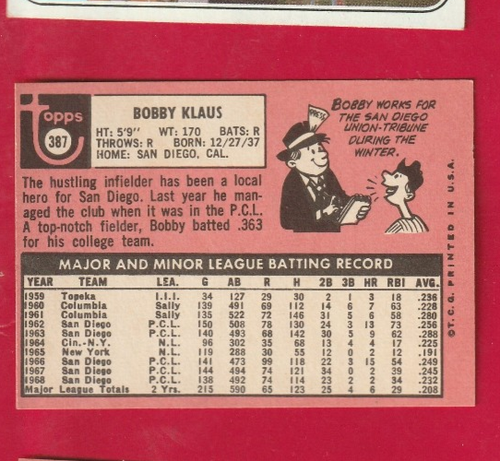 topps
387
BOBBY KLAUS
HT: 5'9" WT: 170 BATS: R
THROWS: R BORN: 12/27/37
HOME: SAN DIEGO, CAL.
The hustling infielder has been a local
hero for San Diego. Last year he man-
aged the club when it was in the P.C.L.
A top-notch fielder, Bobby batted .363
for his college team.
BOBBY WORKS FOR
THE SAN DIEGO
UNION-TRIBUNE
DURING THE
WINTER.
PRESS
MAJOR AND MINOR LEAGUE BATTING RECORD
YEAR TEAM LEA. G AB R H 2B 3B HR RBI AVG.
1959 Topeka I.I.I. 34 127 29 30 2 1 3 18 .236
1960 Columbia Sally 139 491 69 112 14 6 7 63 .228
1961 Columbia Sally 135 522 72 146 31 5 6 58 .280
1962 San Diego P.C.L. 150 508 78 130 24 3 13 73 .256
1963 San Diego P.C.L. 140 493 68 142 30 5 9 62 .288
1964 Cin.-N.Y. N.L. 96 302 35 68 13 4 4 17 .225
1965 New York N.L. 119 288 30 55 12 0 2 12 .191
1966 San Diego P.C.L. 141 473 99 118 22 3 15 54 .249
1967 San Diego P.C.L. 144 494 74 121 24 0 4 39 .245
1968 San Diego P.C.L. 138 492 74 114 23 2 2 44 .232
Major League Totals 2 Yrs. 215 590 65 123 25 4 6 29 .208
©T.C.G. PRINTED IN U.S.A.